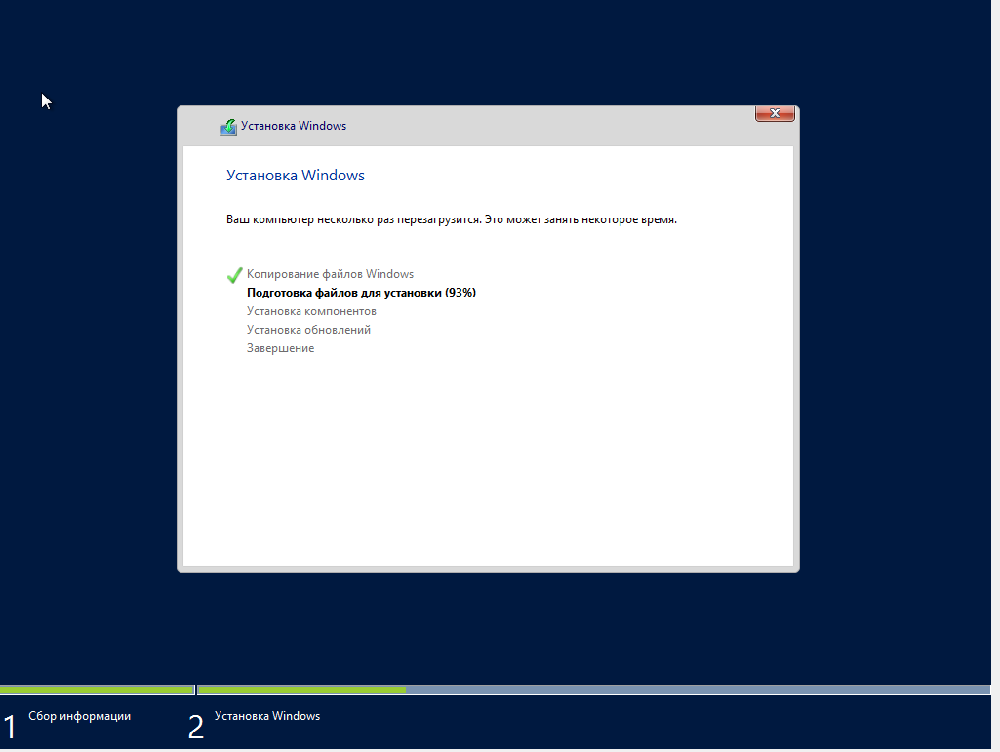 Установка Windows
Установка Windows
Ваш компьютер несколько раз перезагрузится. Это может занять некоторое время.
Копирование файлов Windows
Подготовка файлов для установки (93%)
Установка компонентов
Установка обновлений
Завершение
1 Сбор информации
2 Установка Windows